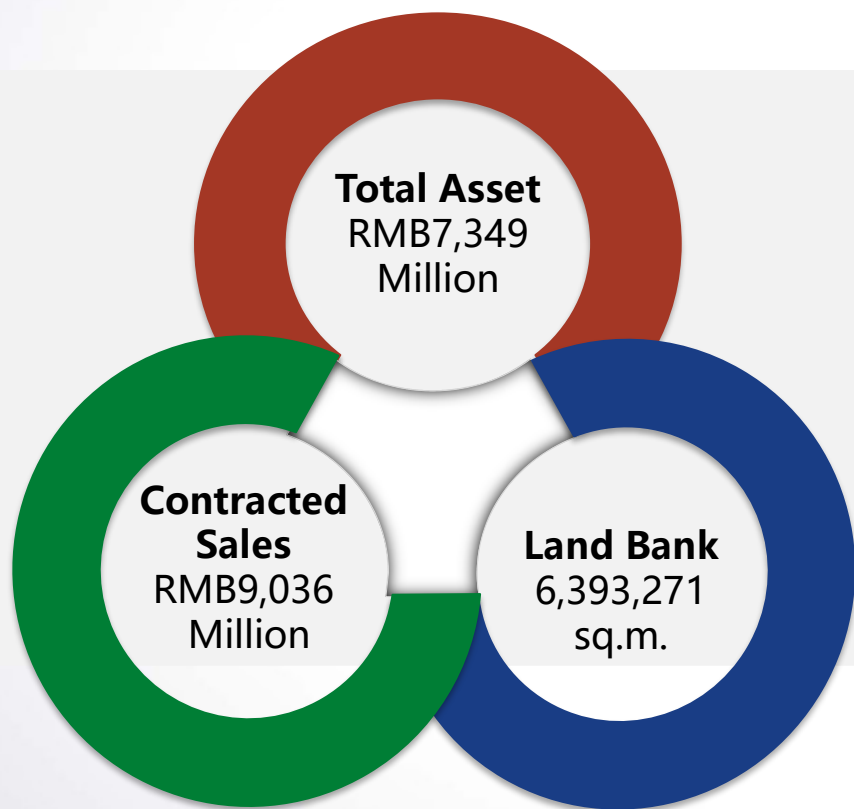 Total Asset
RMB7,349
Million
Contracted
Sales
RMB9,036
Million
Land Bank
6,393,271
sq.m.